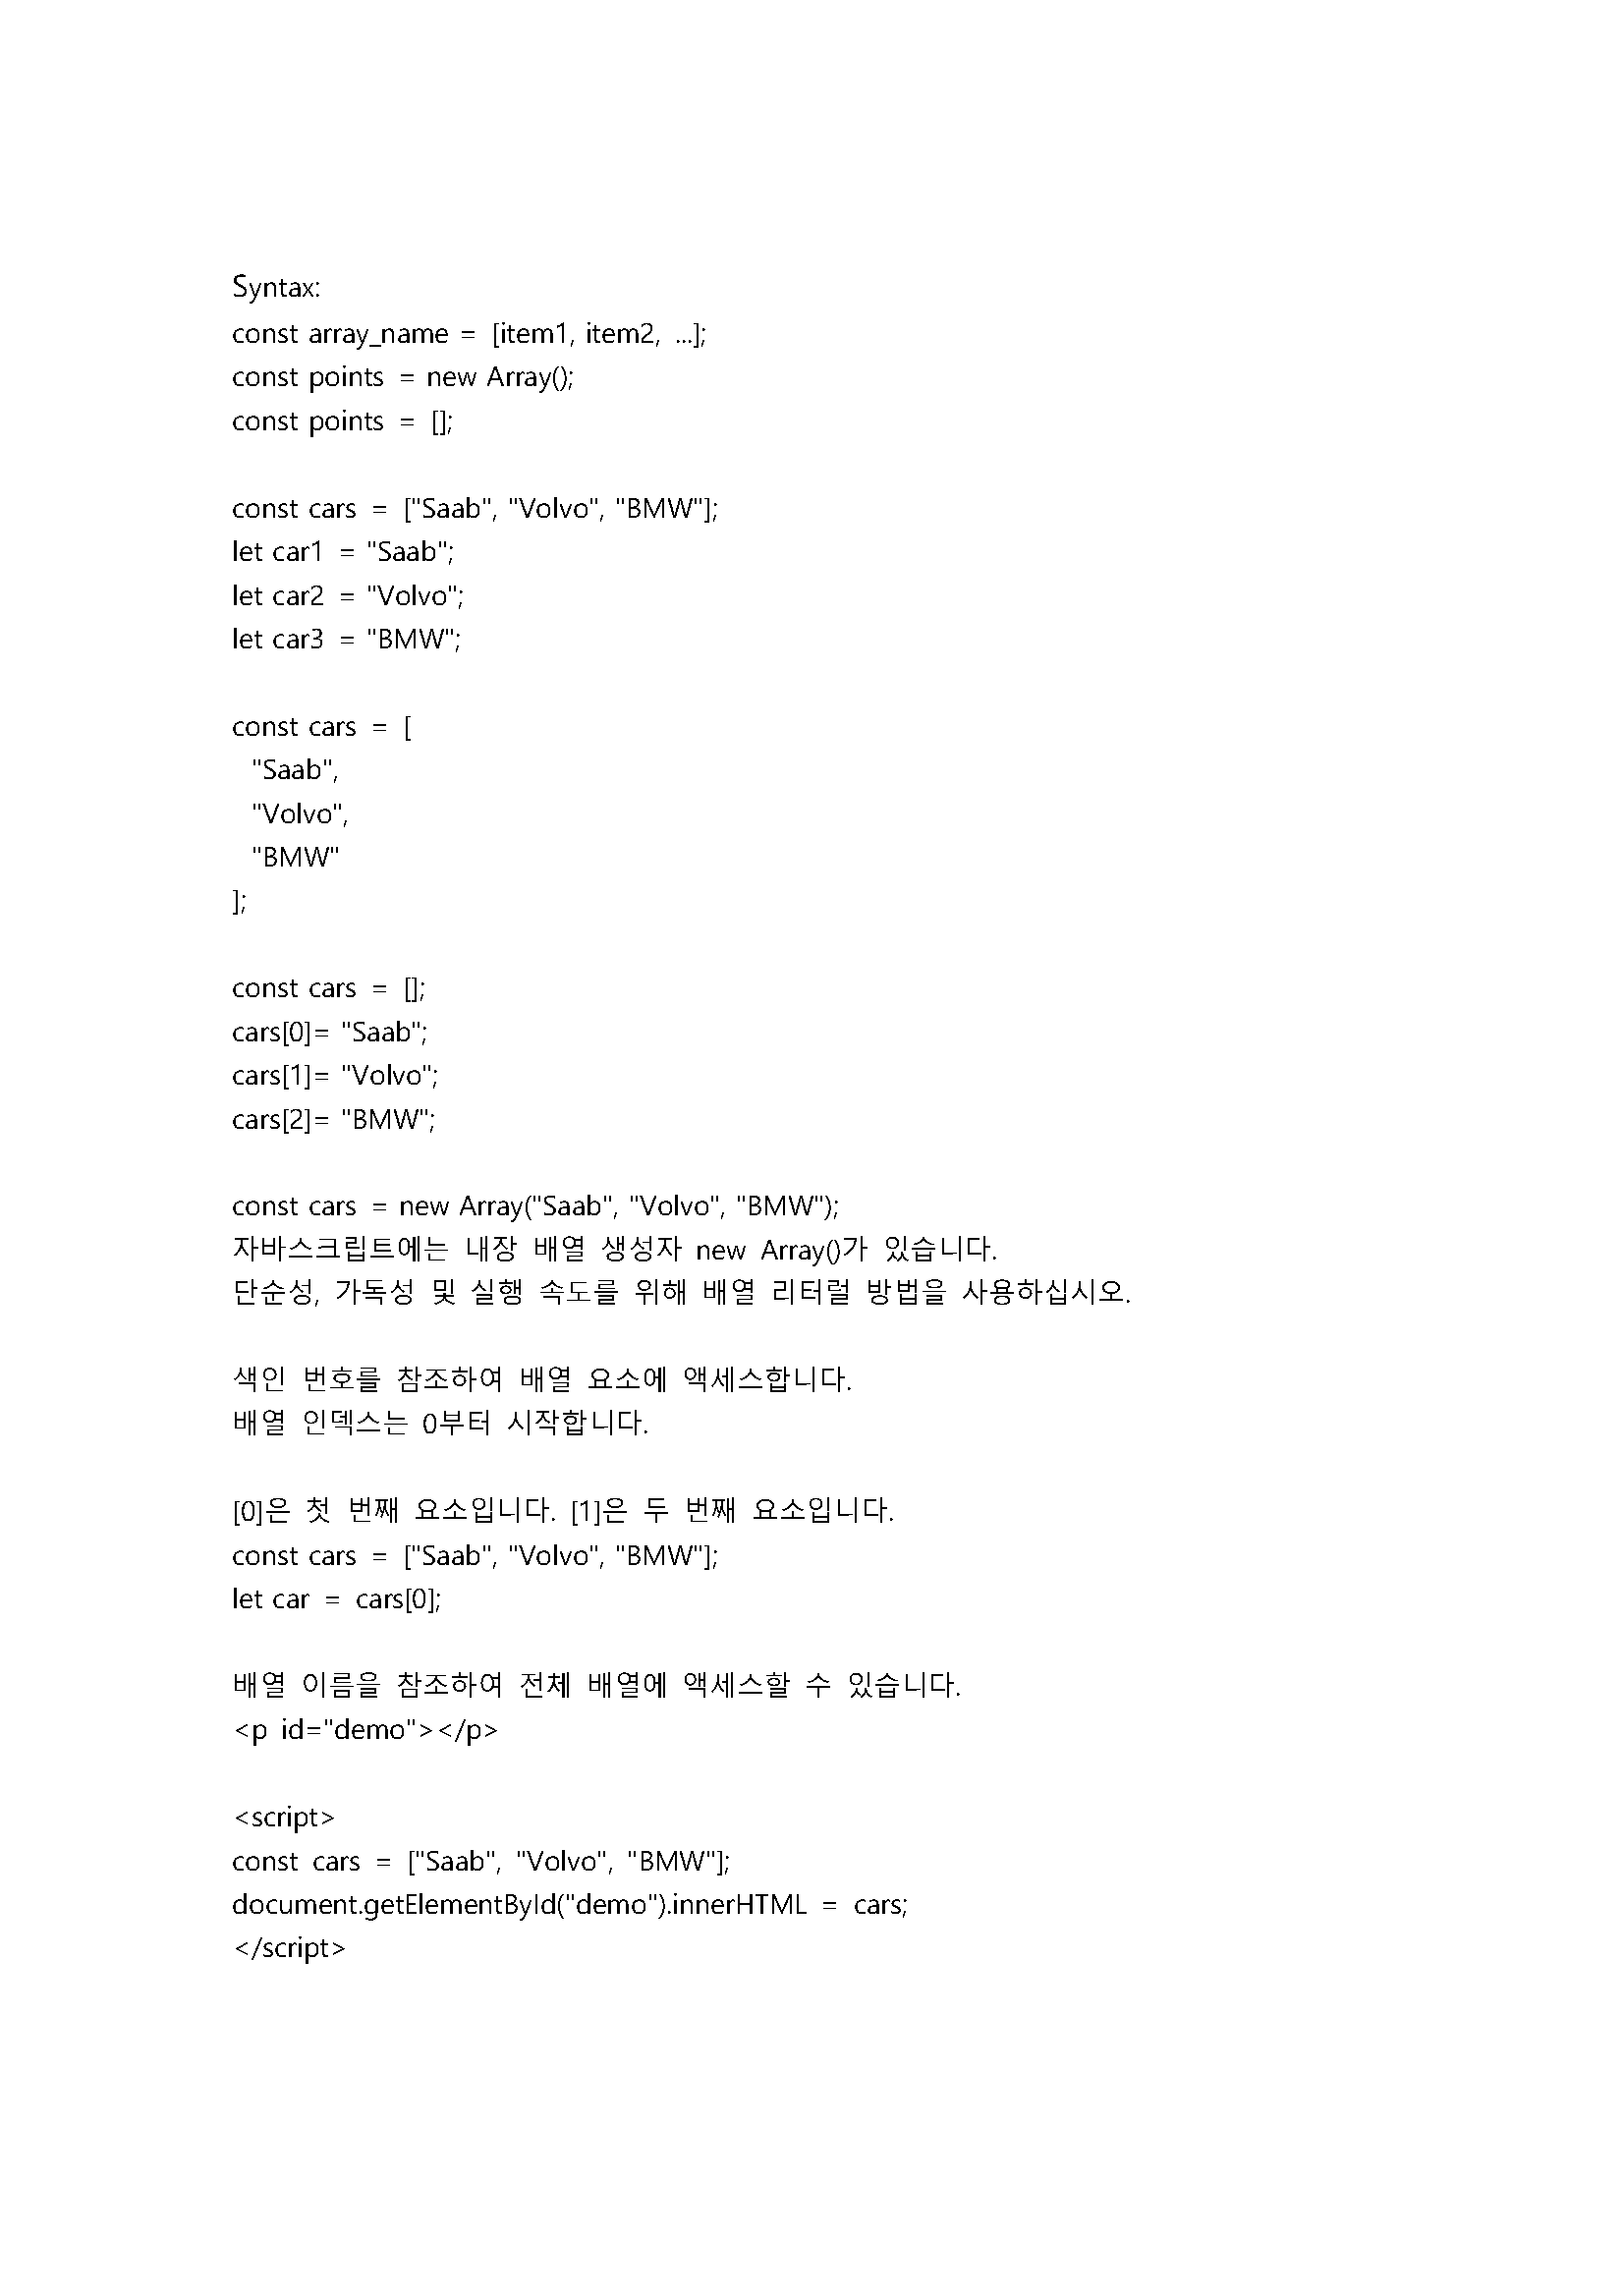 Syntax:
const array_name = [item1, item2, ...];
const points = new Array();
const points = [];
const cars = ["Saab", "Volvo", "BMW"];
let car1 = "Saab";
let car2 = "Volvo";
let car3 = "BMW";
const cars = [
  "Saab",
  "Volvo",
  "BMW"
];
const cars = [];
cars[0]= "Saab";
cars[1]= "Volvo";
cars[2]= "BMW";
const cars = new Array("Saab", "Volvo", "BMW");
자바스크립트에는 내장 배열 생성자 new Array()가 있습니다.
단순성, 가독성 및 실행 속도를 위해 배열 리터럴 방법을 사용하십시오.
색인 번호를 참조하여 배열 요소에 액세스합니다.
배열 인덱스는 0부터 시작합니다.
[0]은 첫 번째 요소입니다. [1]은 두 번째 요소입니다.
const cars = ["Saab", "Volvo", "BMW"];
let car = cars[0];
배열 이름을 참조하여 전체 배열에 액세스할 수 있습니다.
<p id="demo"></p>
<script>
const cars = ["Saab", "Volvo", "BMW"];
document.getElementById("demo").innerHTML = cars;
</script>